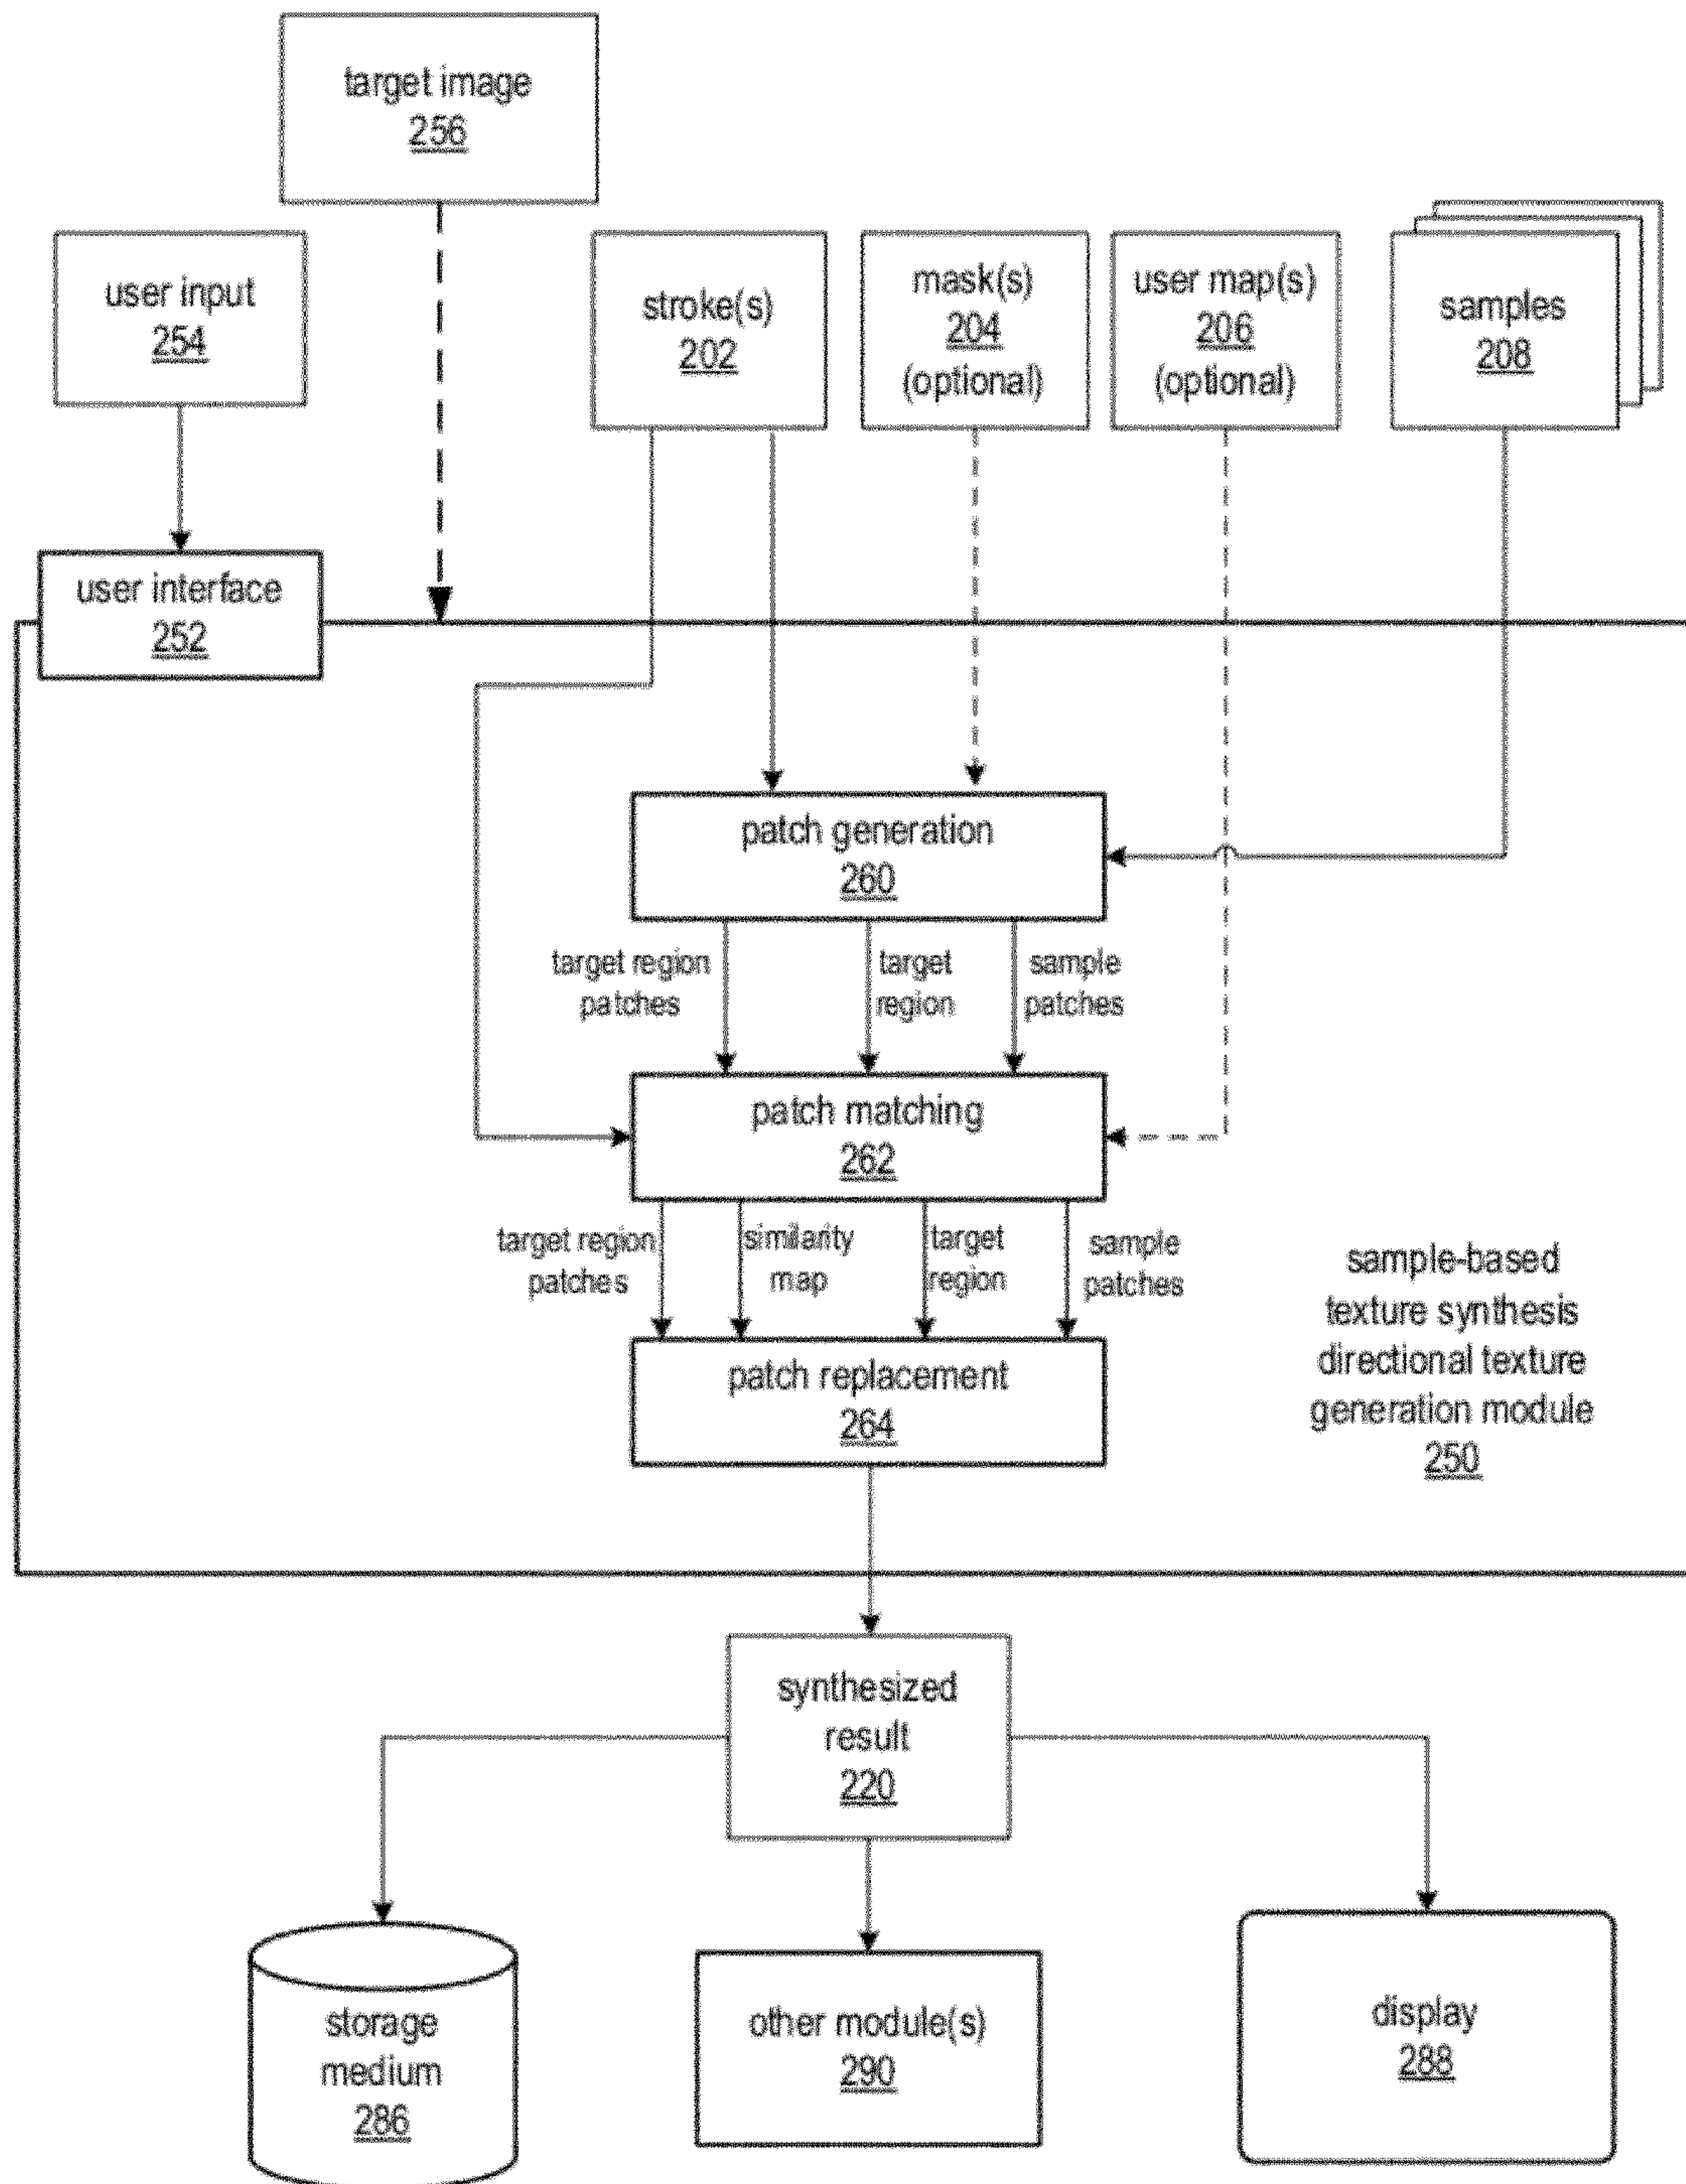 target image
256
user input
254
stroke(s)
202
mask(s)
204
(optional)
user map(s)
206
(optional)
samples
208
user interface
252
patch generation
260
target region
patches
target
region
sample
patches
patch matching
262
target region
patches
similarity
map
target
region
sample
patches
patch replacement
264
sample-based
texture synthesis
directional texture
generation module
250
synthesized
result
220
storage
medium
286
other module(s)
290
display
288